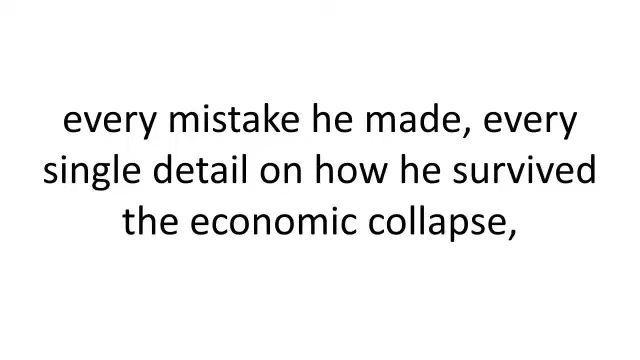 every mistake he made, every
single detail on how he survived
the economic collapse,